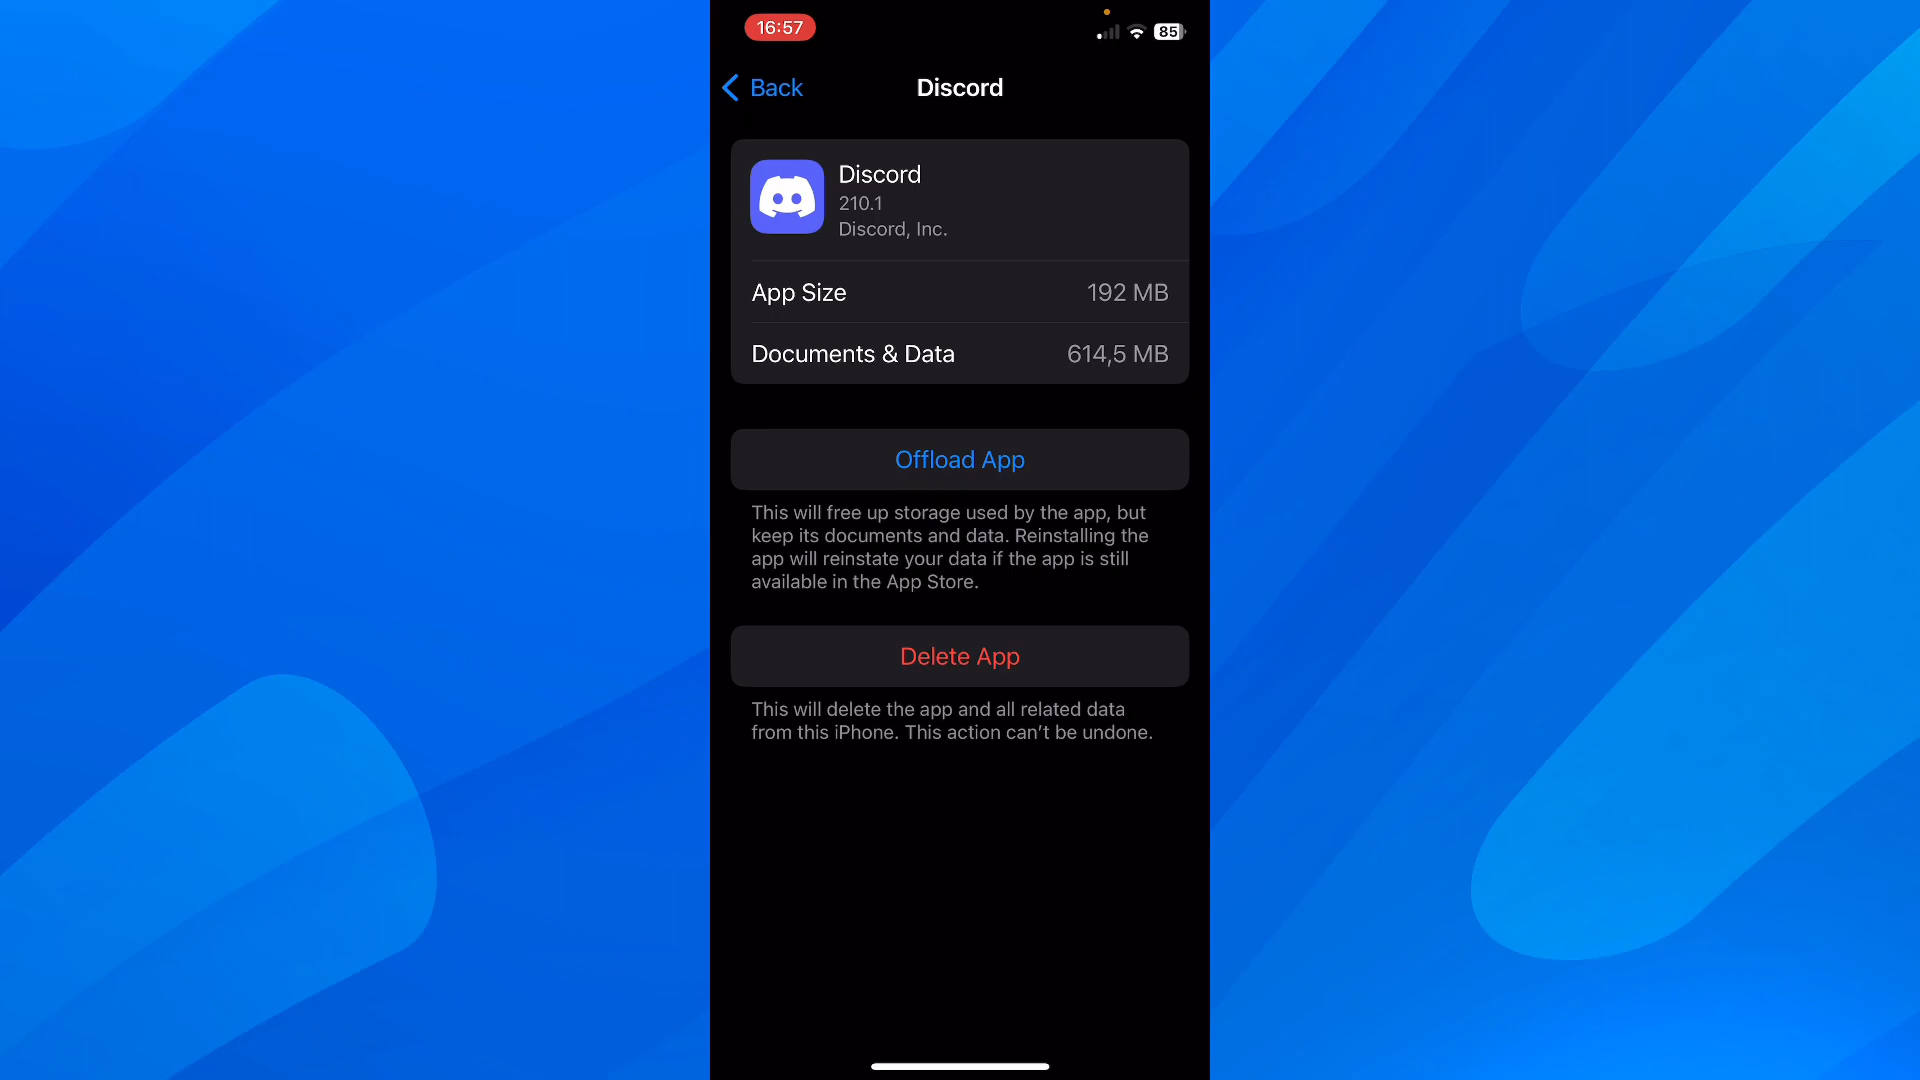 16:57
85
Back
Discord
Discord
210.1
Discord, Inc.
App Size
192 MB
Documents & Data
614,5 MB
Offload App
This will free up storage used by the app, but
keep its documents and data. Reinstalling the
app will reinstate your data if the app is still
available in the App Store.
Delete App
This will delete the app and all related data
from this iPhone. This action can’t be undone.